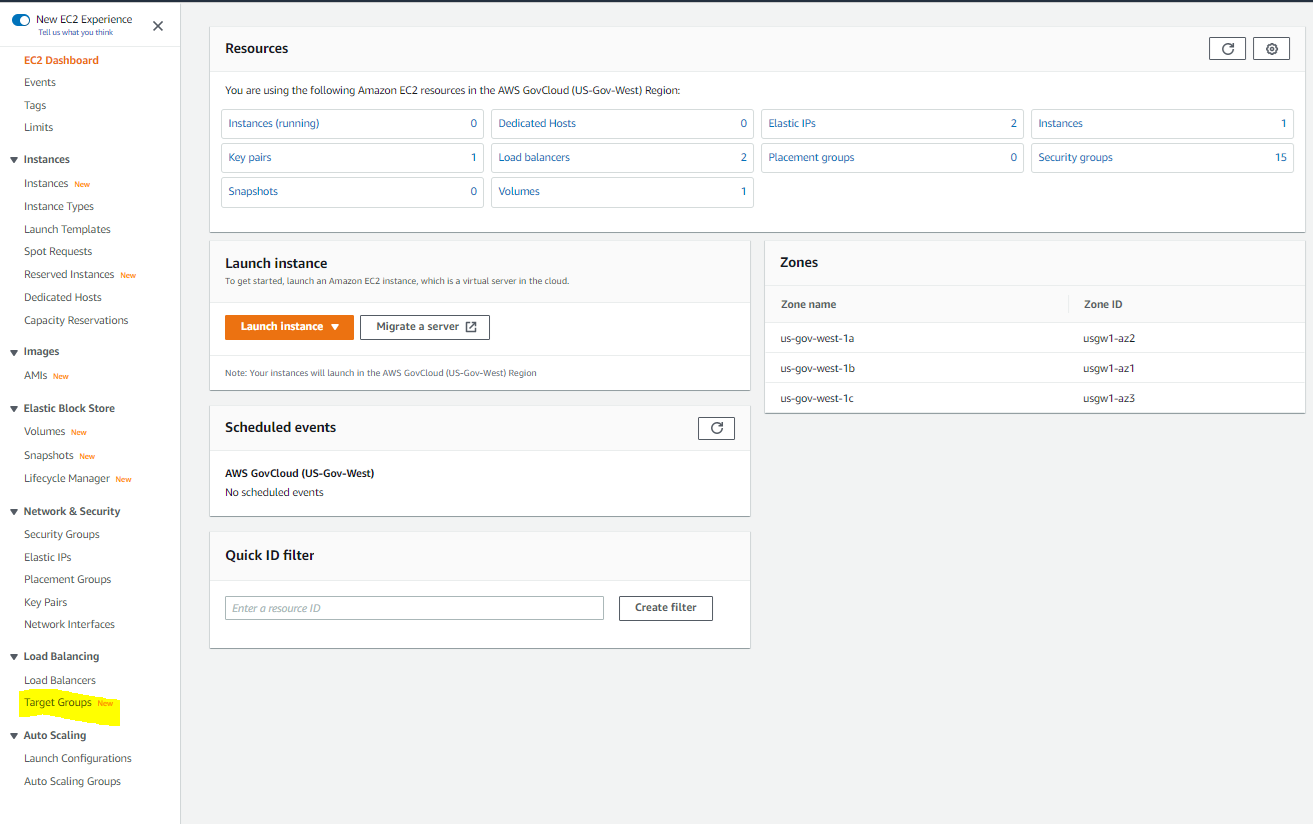 New EC2 Experience
Tell us what you think
EC2 Dashboard
Events
Tags
Limits
Instances
Instances New
Instance Types
Launch Templates
Spot Requests
Reserved Instances New
Dedicated Hosts
Capacity Reservations
Images
AMIs New
Elastic Block Store
Volumes New
Snapshots New
Lifecycle Manager New
Network & Security
Security Groups
Elastic IPs
Placement Groups
Key Pairs
Network Interfaces
Load Balancing
Load Balancers
Target Groups New
Auto Scaling
Launch Configurations
Auto Scaling Groups
Resources
You are using the following Amazon EC2 resources in the AWS GovCloud (US-Gov-West) Region:
Instances (running) 0 Dedicated Hosts 0 Elastic IPs 2 Instances 1
Key pairs 1 Load balancers 2 Placement groups 0 Security groups 15
Snapshots 0 Volumes 1
Launch instance
To get started, launch an Amazon EC2 instance, which is a virtual server in the cloud.
Launch instance Migrate a server
Note: Your instances will launch in the AWS GovCloud (US-Gov-West) Region
Scheduled events
AWS GovCloud (US-Gov-West)
No scheduled events
Quick ID filter
Enter a resource ID Create filter
Zones
Zone name Zone ID
us-gov-west-1a usgw1-az2
us-gov-west-1b usgw1-az1
us-gov-west-1c usgw1-az3